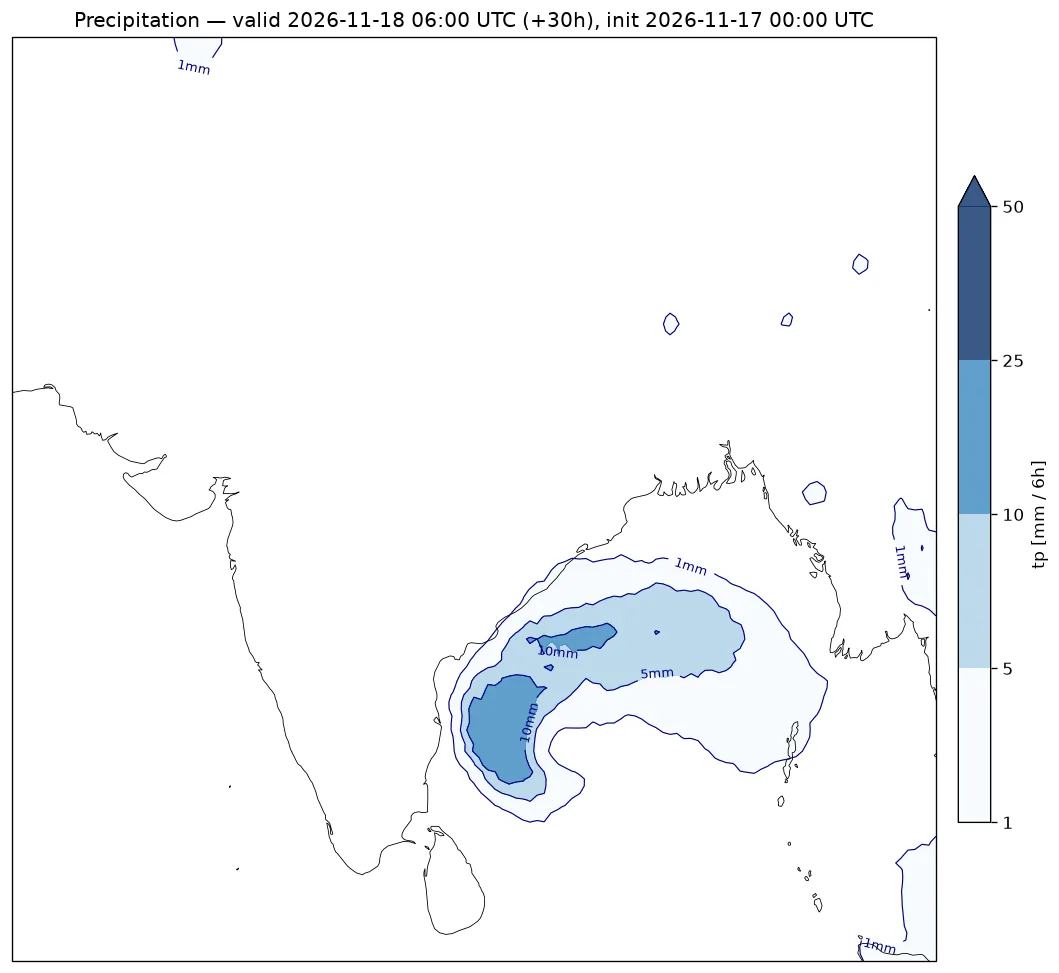 Precipitation — valid 2026-11-18 06:00 UTC (+30h), init 2026-11-17 00:00 UTC
1mm
50
25
10
5
1
tp [mm / 6h]
1mm
1mm
10mm
5mm
10mm
1mm